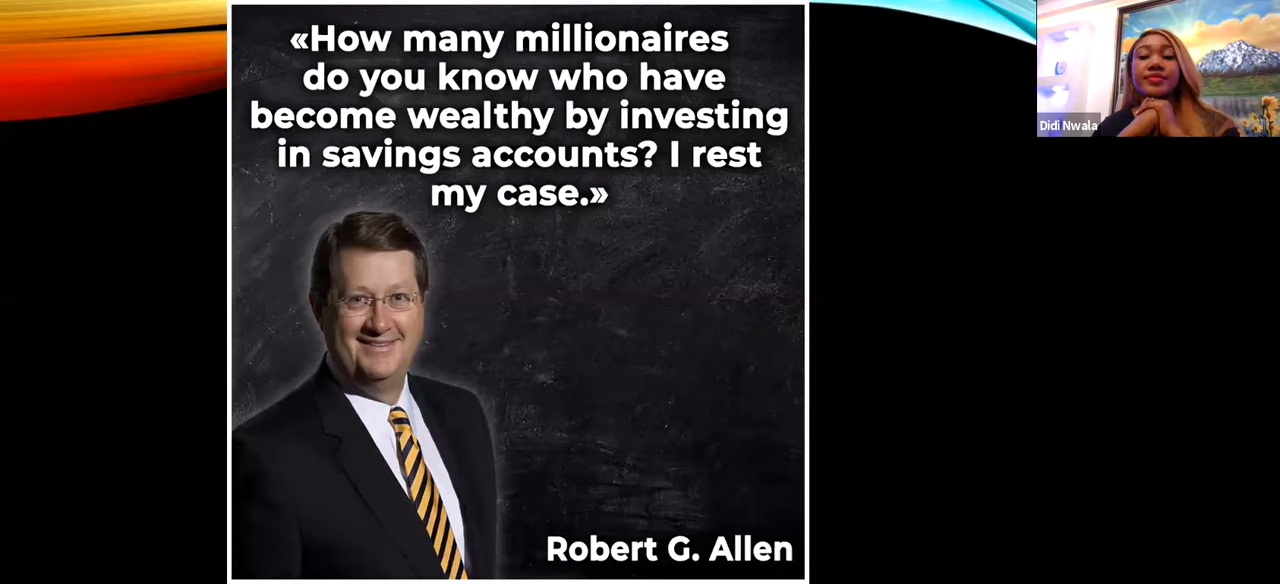 «How many millionaires
do you know who have
become wealthy by investing
in savings accounts? I rest
my case.»
Robert G. Allen
Didi Nwala